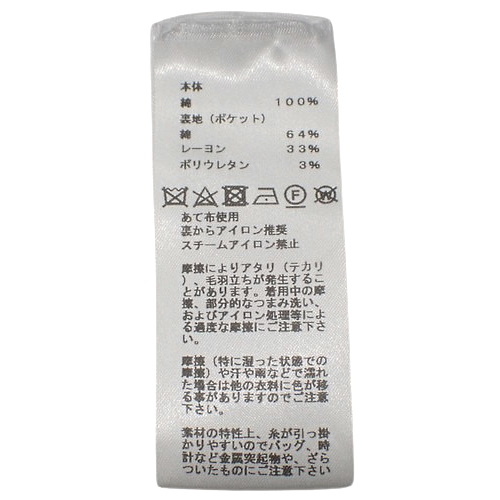 本体
綿 100%
裏地(ポケット)
綿 64%
レーヨン 33%
ポリウレタン 3%
F W
あて布使用
裏からアイロン推奨
スチームアイロン禁止
摩擦によりアタリ(テカリ
)、毛羽立ちが発生するこ
とがあります。着用中の摩
擦、部分的なつまみ洗い、
およびアイロン処理等によ
る過度な摩擦にご注意下さ
い。
摩擦(特に湿った状態での
摩擦)や汗や雨などで濡れ
た場合は他の衣料に色が移
る事がありますのでご注意
下さい。
素材の特性上、糸が引っ掛
かりやすいのでバッグ、時
計など金属突起物や、ざら
ついたものにご注意下さい